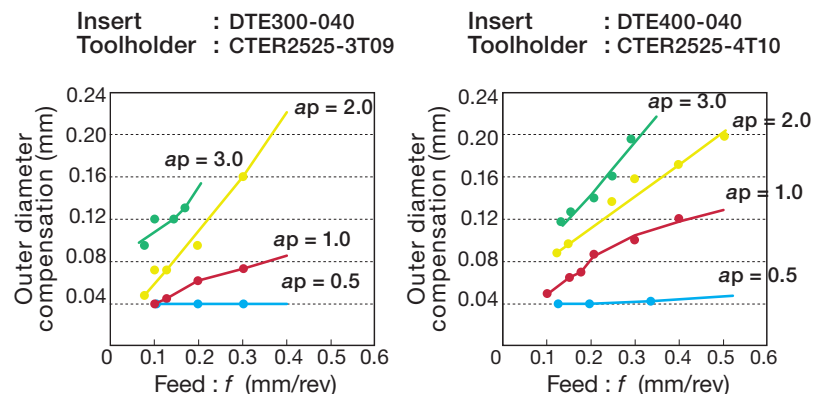 Insert : DTE300-040
Toolholder : CTER2525-3T09
Outer diameter
compensation (mm)
0.24
0.20
0.16
0.12
0.08
0.04
ap = 2.0
ap = 3.0
ap = 1.0
ap = 0.5
0 0.1 0.2 0.3 0.4 0.5 0.6
Feed : f (mm/rev)
Insert : DTE400-040
Toolholder : CTER2525-4T10
Outer diameter
compensation (mm)
0.24
0.20
0.16
0.12
0.08
0.04
ap = 3.0
ap = 2.0
ap = 1.0
ap = 0.5
0 0.1 0.2 0.3 0.4 0.5 0.6
Feed : f (mm/rev)